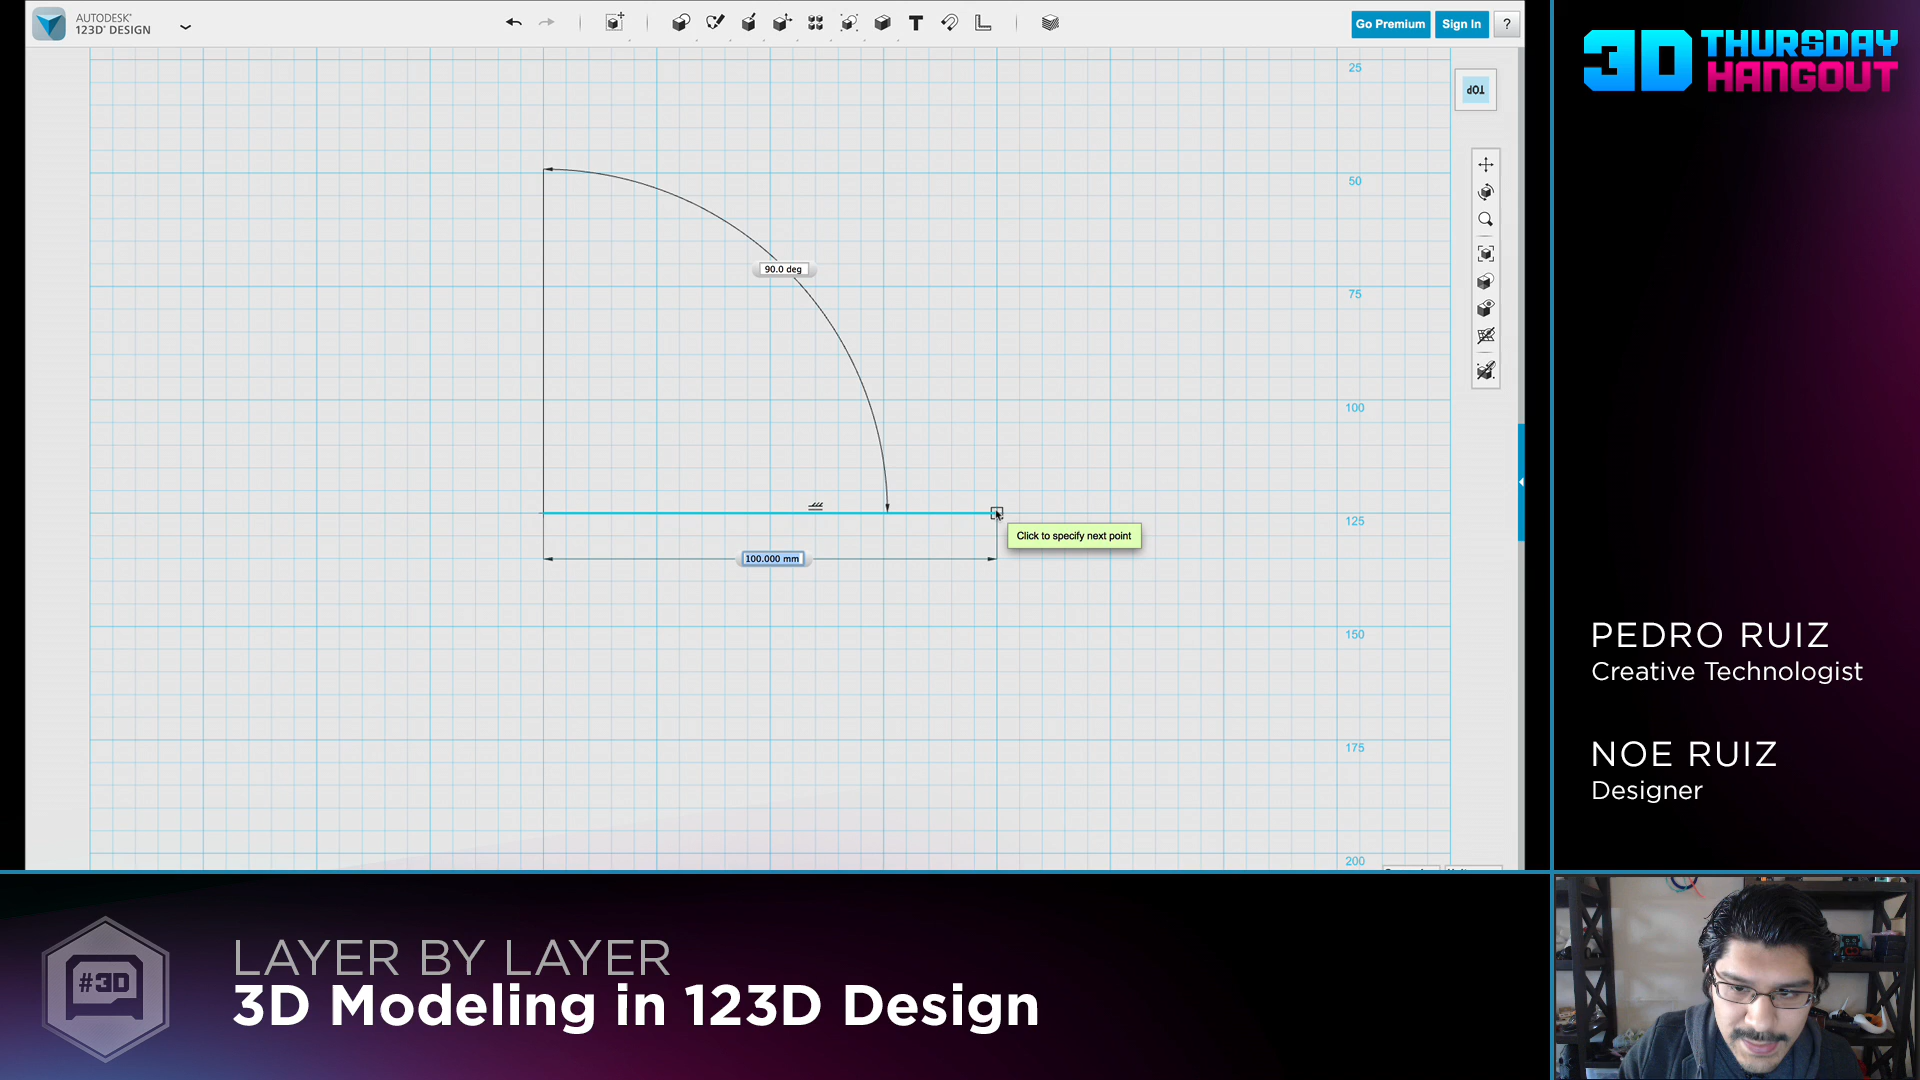 AUTODESK®
123D® DESIGN
Go Premium
Sign In
?
T
3D THURSDAY
HANGOUT
TOP
25
50
75
100
125
150
175
200
90.0 deg
Click to specify next point
100.000 mm
PEDRO RUIZ
Creative Technologist
NOE RUIZ
Designer
#3D
LAYER BY LAYER
3D Modeling in 123D Design